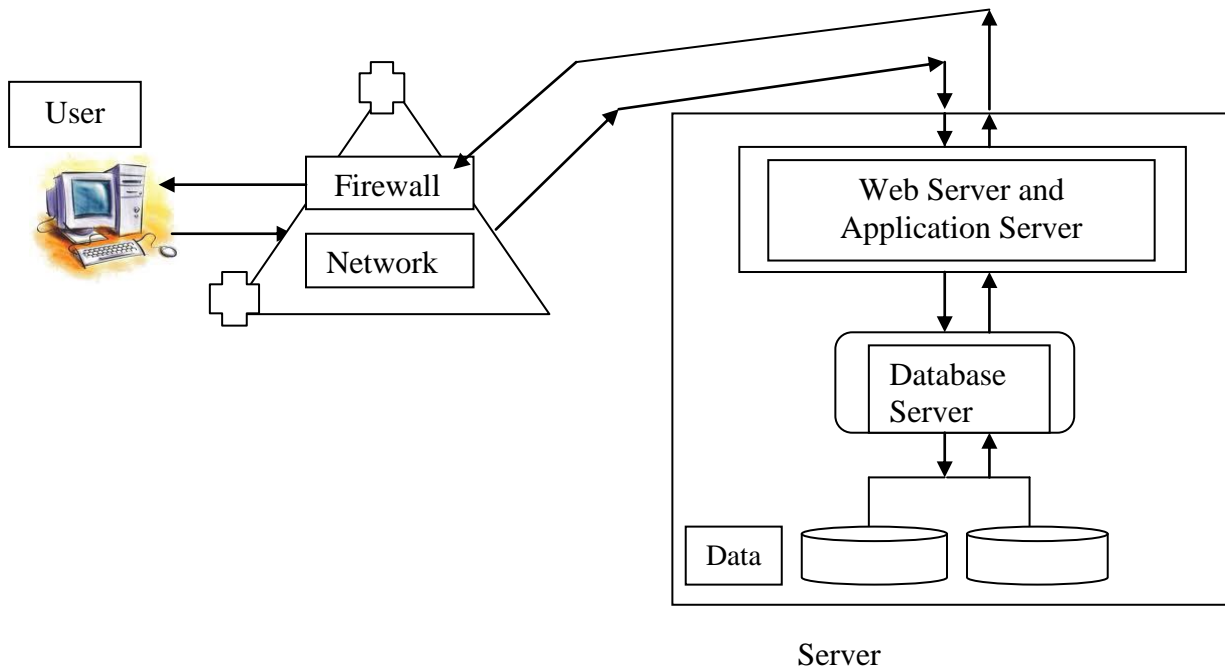 User
Firewall
Network
Web Server and
Application Server
Database
Server
Data
Server